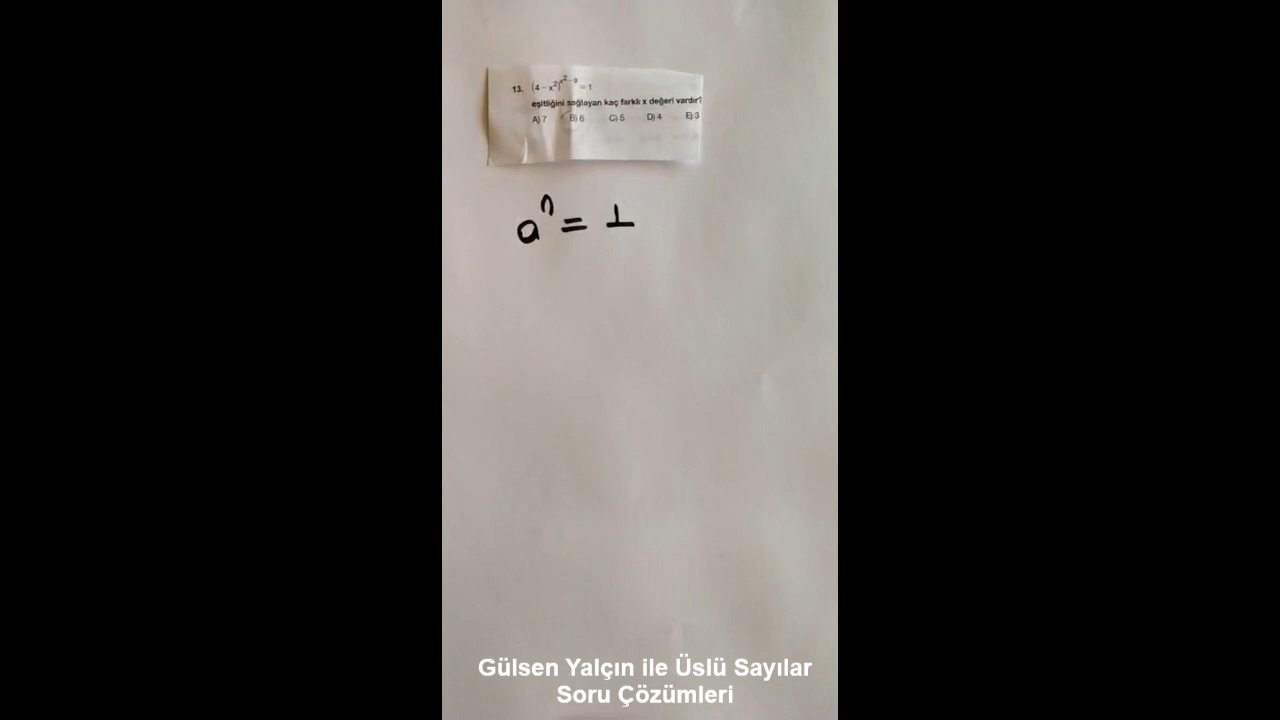 13. (4-x²)^x²-9 = 1
eşitliğini sağlayan kaç farklı x değeri vardır?
A) 7 B) 6 C) 5 D) 4 E) 3
aⁿ = 1
Gülsen Yalçın ile Üslü Sayılar
Soru Çözümleri